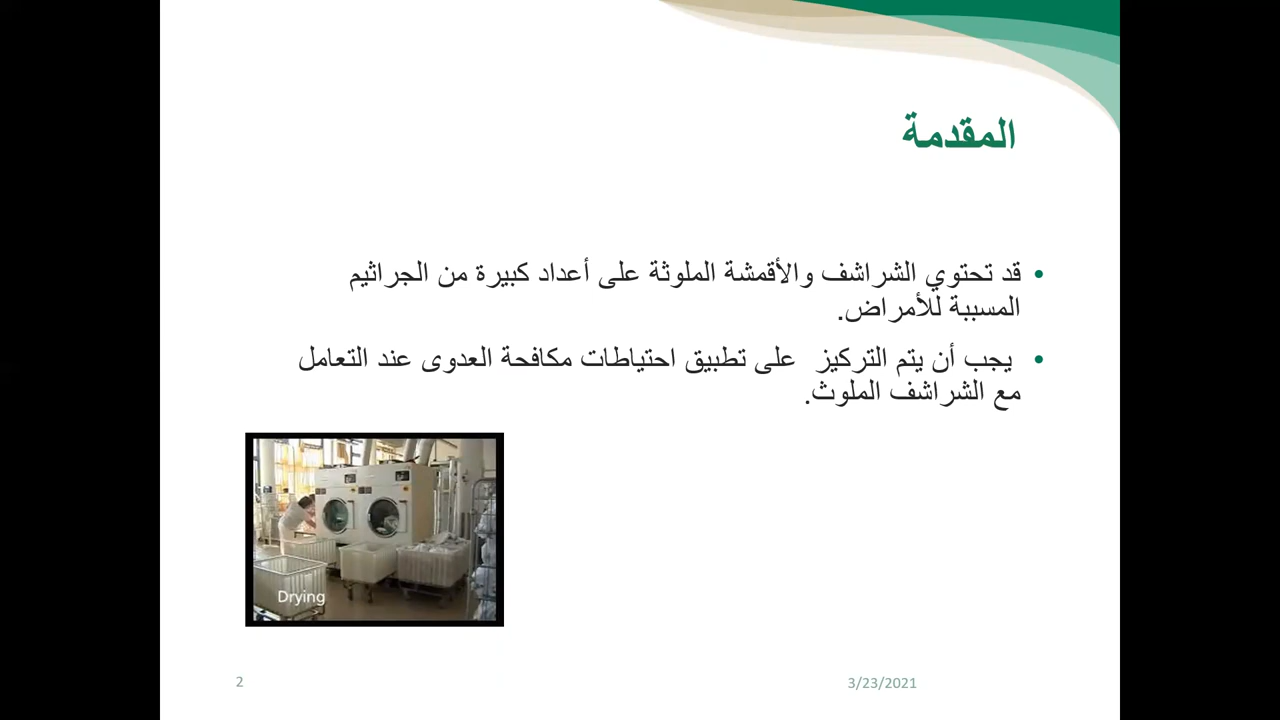 المقدمة
قد تحتوي الشراشف والأقمشة الملوثة على أعداد كبيرة من الجراثيم
المسببة للأمراض.
يجب أن يتم التركيز على تطبيق احتياطات مكافحة العدوى عند التعامل
مع الشراشف الملوث.
Drying
3/23/2021
2